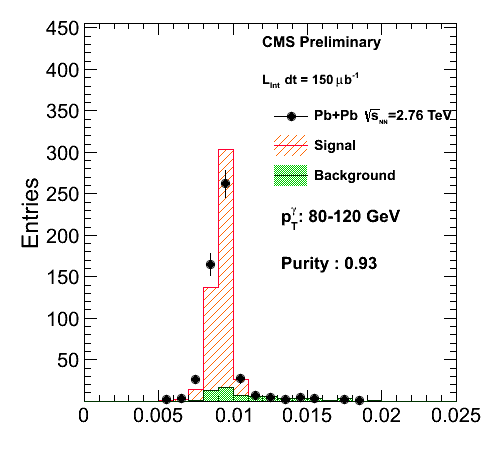 CMS Preliminary
L_Int dt = 150 μb⁻¹
Pb+Pb √s_NN=2.76 TeV
Signal
Background
p_T^γ: 80-120 GeV
Purity : 0.93
Entries
450
400
350
300
250
200
150
100
50
0 0.005 0.01 0.015 0.02 0.025